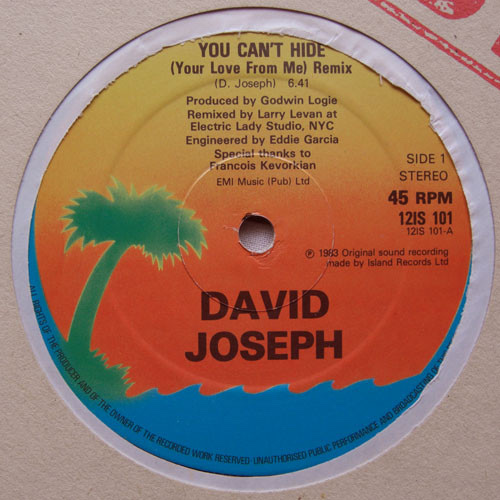 YOU CAN'T HIDE
(Your Love From Me) Remix
(D. Joseph) 6:41
Produced by Godwin Logie
Remixed by Larry Levan at
Electric Lady Studio, NYC
Engineered by Eddie Garcia
Special thanks to
Francois Kevorkian
EMI Music (Pub) Ltd
SIDE 1
STEREO
45 RPM
12IS 101
12IS 101-A
℗ 1983 Original sound recording
made by Island Records Ltd
DAVID
JOSEPH
ALL RIGHTS OF THE PRODUCER AND OF THE OWNER OF THE RECORDED WORK RESERVED·UNAUTHORISED PUBLIC PERFORMANCE AND BROADCASTING OF